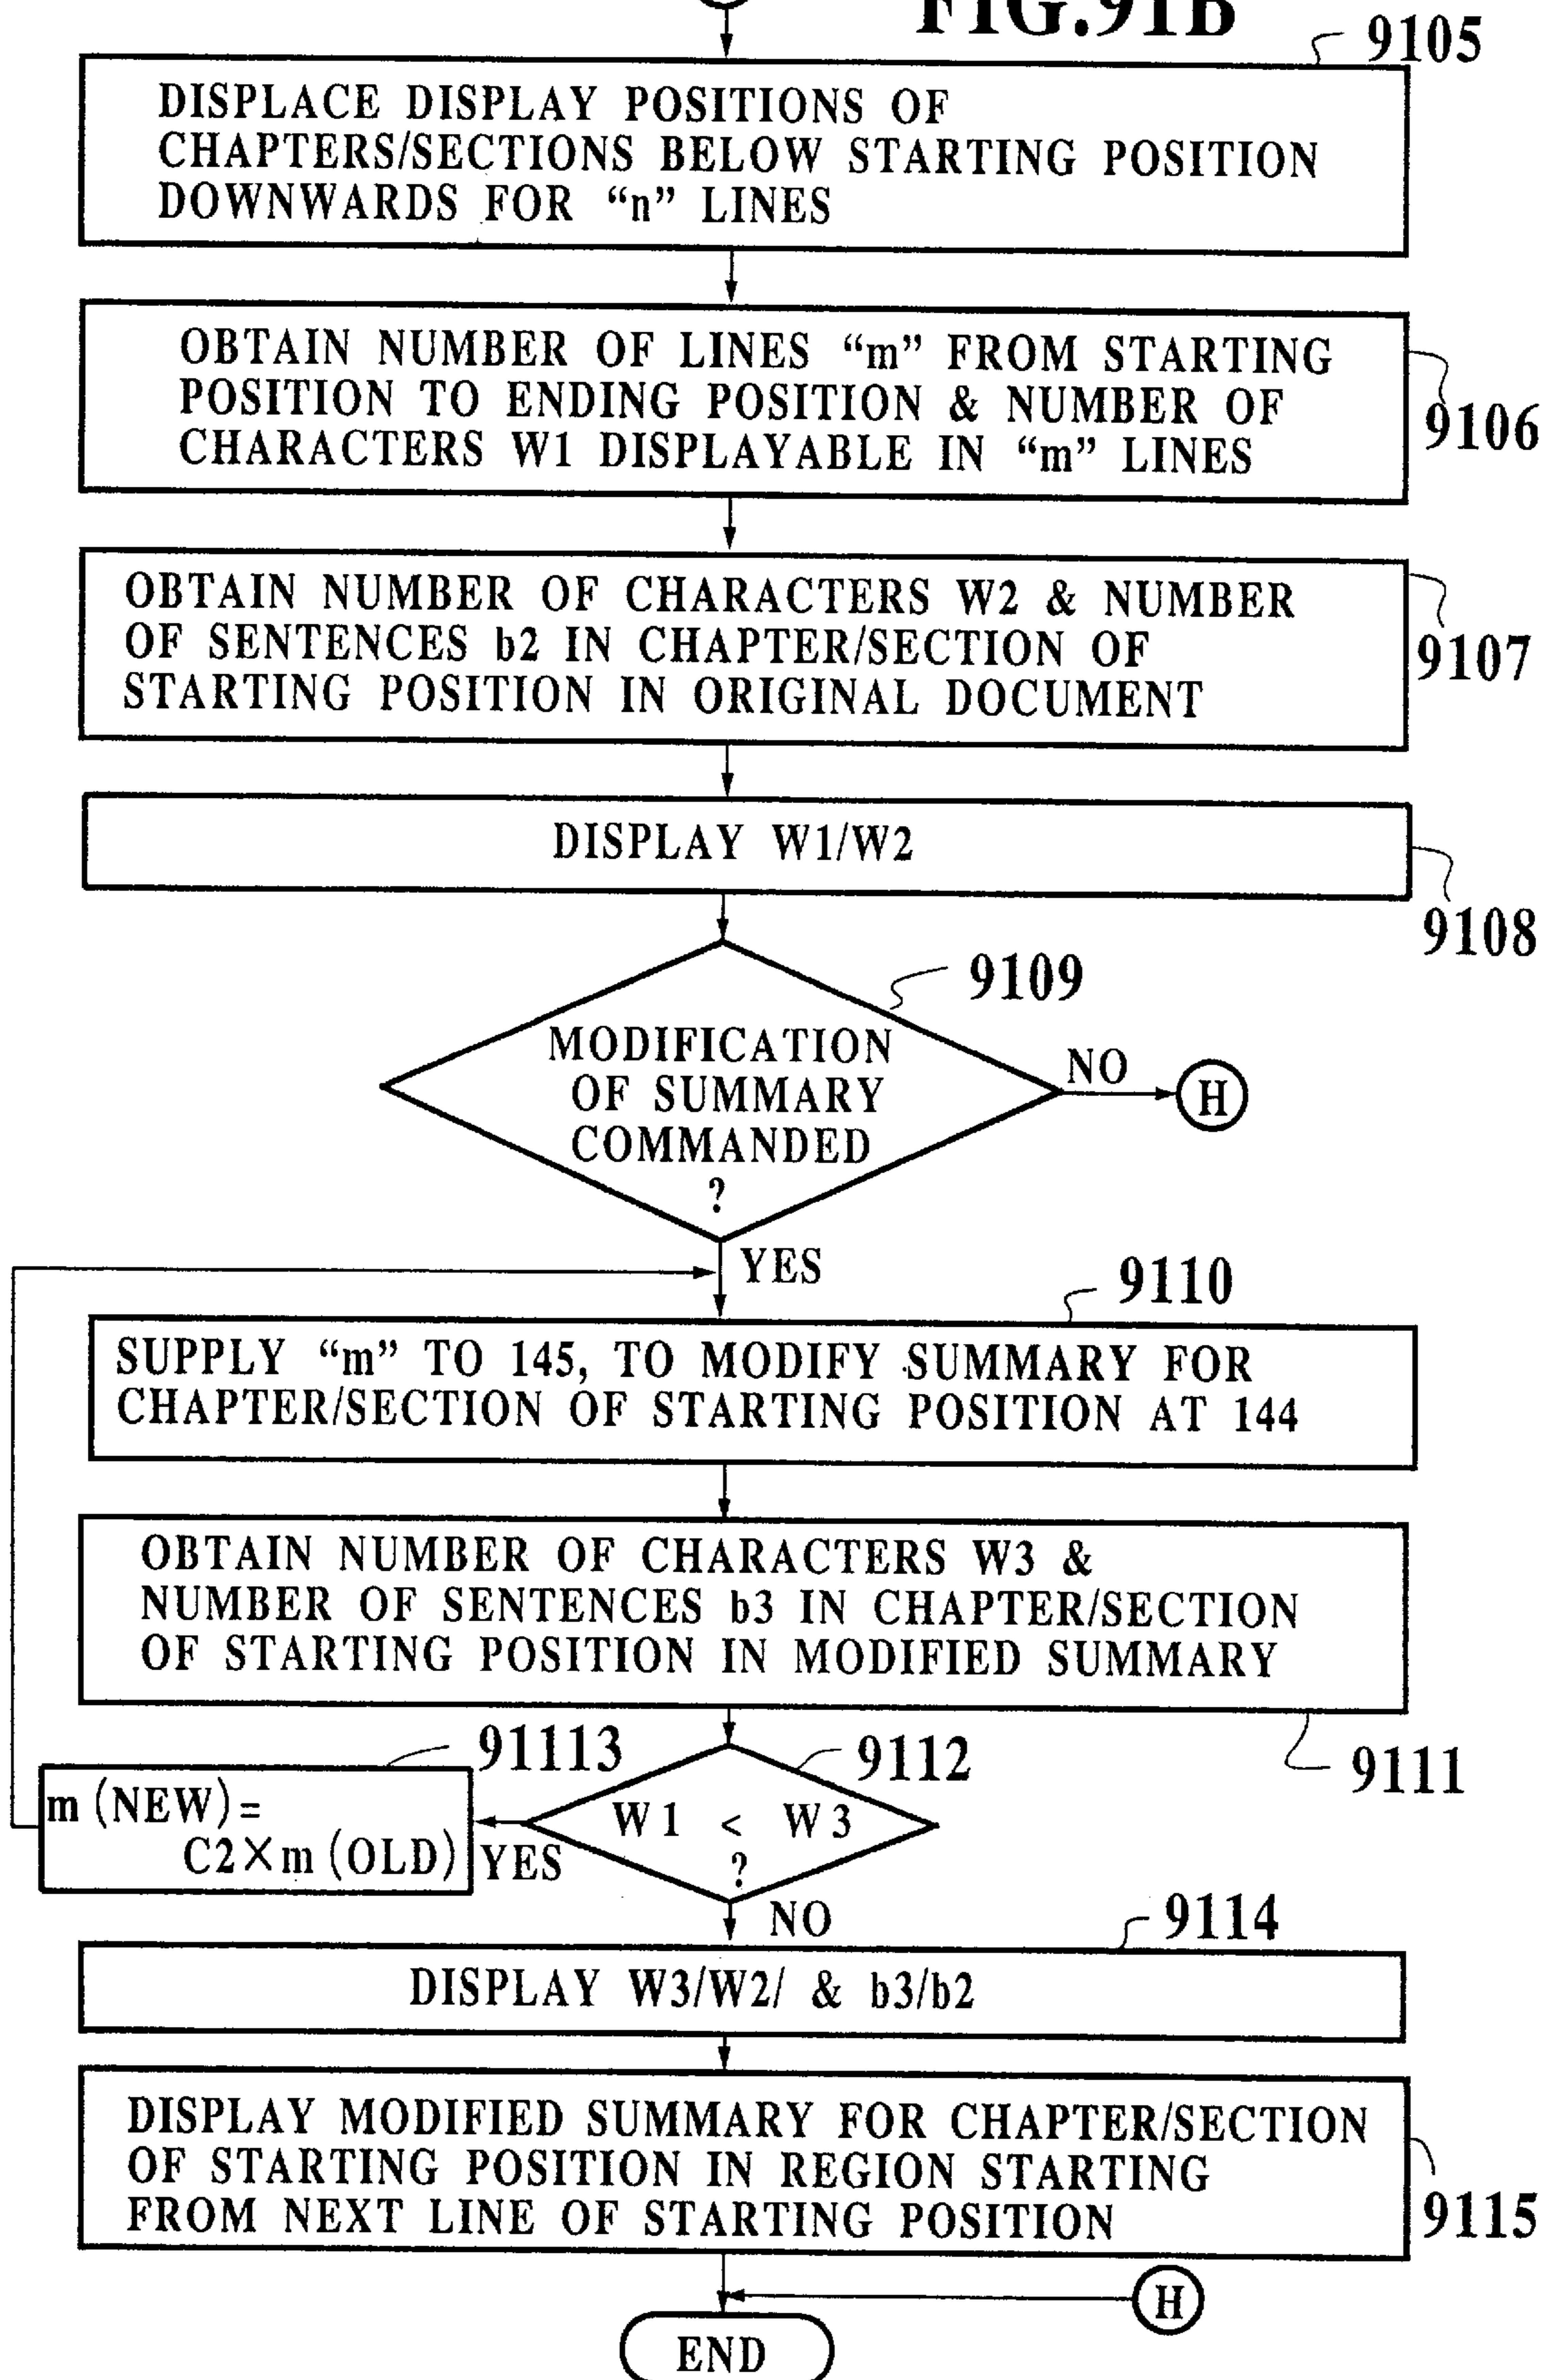 FIG.91B
9105
DISPLACE DISPLAY POSITIONS OF
CHAPTERS/SECTIONS BELOW STARTING POSITION
DOWNWARDS FOR “n” LINES
OBTAIN NUMBER OF LINES “m” FROM STARTING
POSITION TO ENDING POSITION & NUMBER OF
CHARACTERS W1 DISPLAYABLE IN “m” LINES
9106
OBTAIN NUMBER OF CHARACTERS W2 & NUMBER
OF SENTENCES b2 IN CHAPTER/SECTION OF
STARTING POSITION IN ORIGINAL DOCUMENT
9107
DISPLAY W1/W2
9108
9109
MODIFICATION
OF SUMMARY
COMMANDED
?
NO
H
YES
9110
SUPPLY “m” TO 145, TO MODIFY SUMMARY FOR
CHAPTER/SECTION OF STARTING POSITION AT 144
OBTAIN NUMBER OF CHARACTERS W3 &
NUMBER OF SENTENCES b3 IN CHAPTER/SECTION
OF STARTING POSITION IN MODIFIED SUMMARY
9111
91113
9112
m (NEW)=
C2×m (OLD)
YES
W1 < W3
?
NO
9114
DISPLAY W3/W2/ & b3/b2
DISPLAY MODIFIED SUMMARY FOR CHAPTER/SECTION
OF STARTING POSITION IN REGION STARTING
FROM NEXT LINE OF STARTING POSITION
9115
H
END